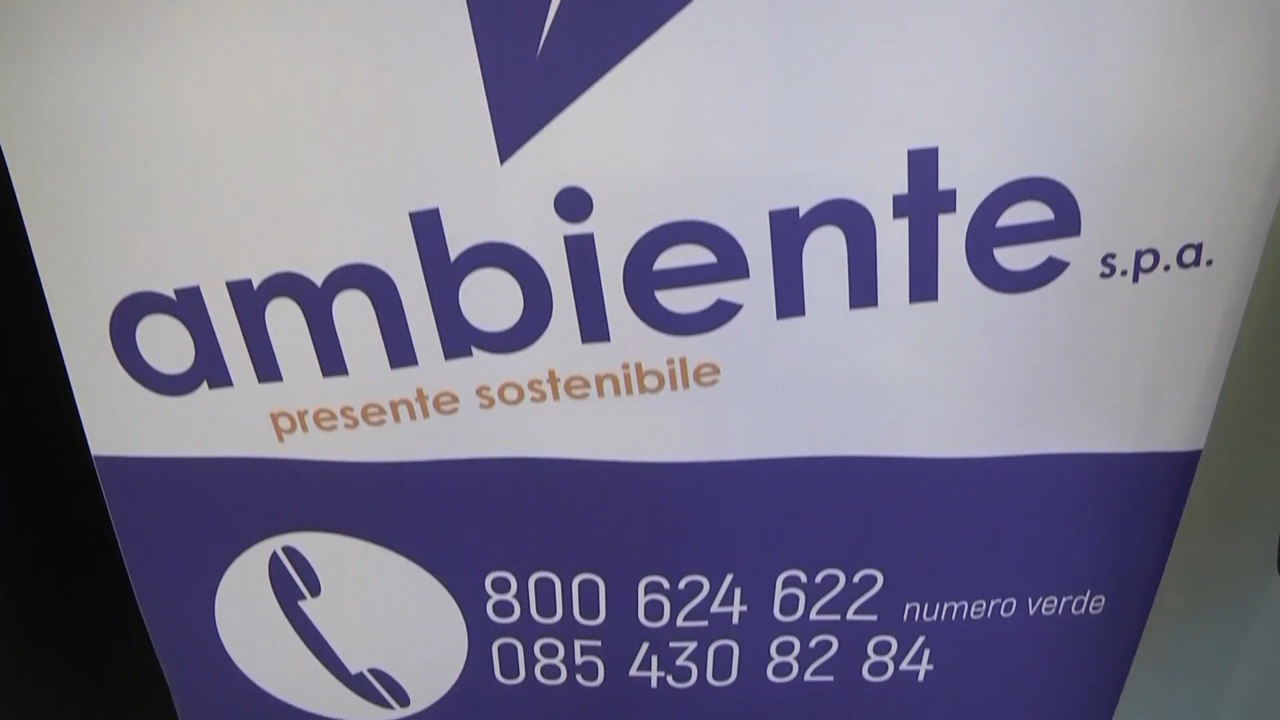 ambiente s.p.a.
presente sostenibile
800 624 622 numero verde
085 430 82 84